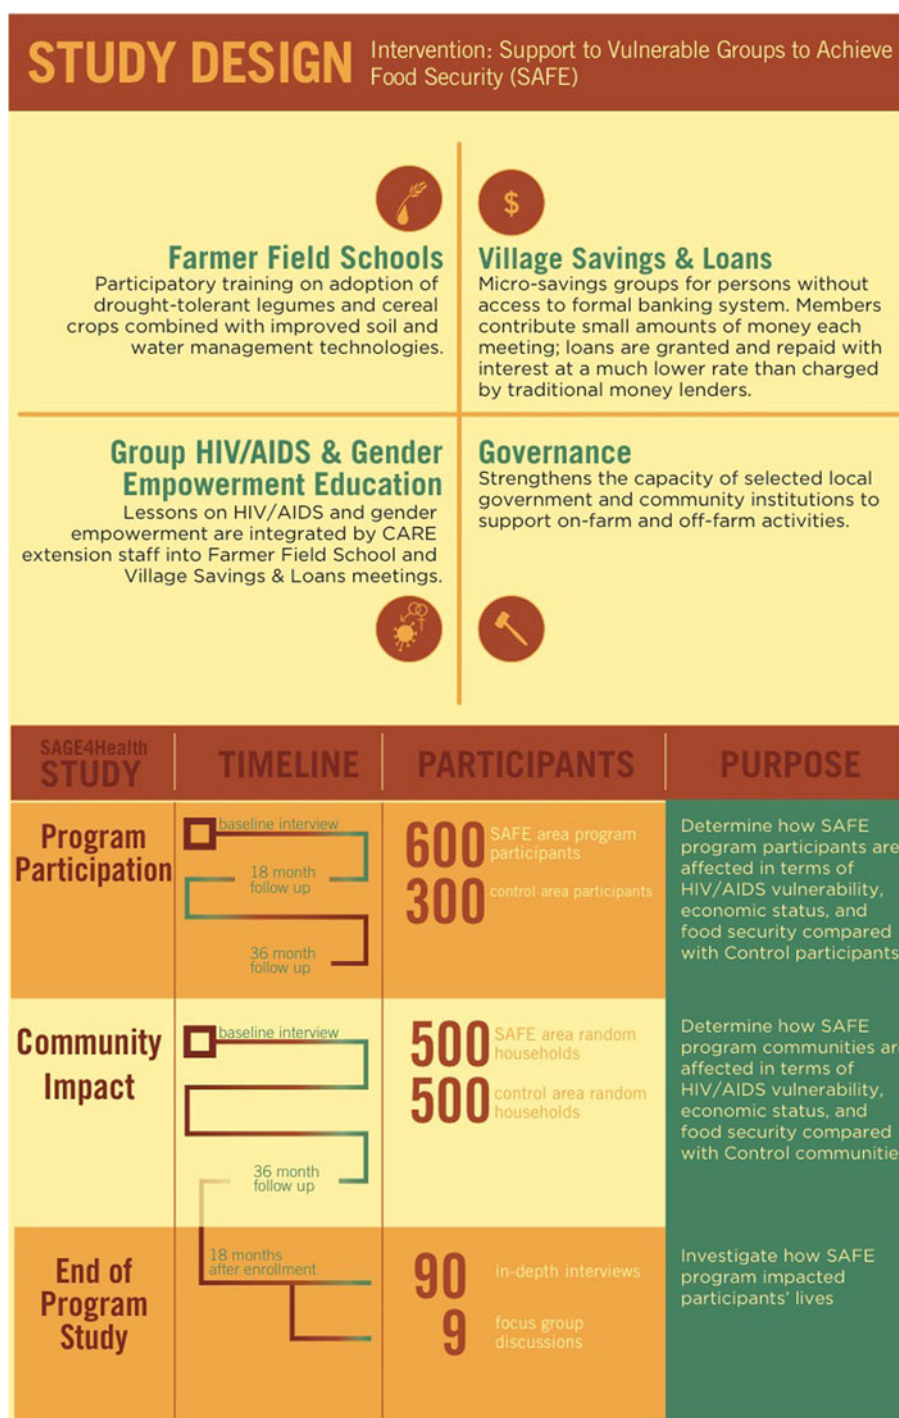 STUDY DESIGN
Intervention: Support to Vulnerable Groups to Achieve
Food Security (SAFE)
Farmer Field Schools
Participatory training on adoption of
drought-tolerant legumes and cereal
crops combined with improved soil and
water management technologies.
$
Village Savings & Loans
Micro-savings groups for persons without
access to formal banking system. Members
contribute small amounts of money each
meeting; loans are granted and repaid with
interest at a much lower rate than charged
by traditional money lenders.
Group HIV/AIDS & Gender
Empowerment Education
Lessons on HIV/AIDS and gender
empowerment are integrated by CARE
extension staff into Farmer Field School and
Village Savings & Loans meetings.
Governance
Strengthens the capacity of selected local
government and community institutions to
support on-farm and off-farm activities.
SAGE4Health
STUDY
TIMELINE
PARTICIPANTS
PURPOSE
Program
Participation
baseline interview
18 month
follow up
36 month
follow up
600 SAFE area program
participants
300 control area participants
Determine how SAFE
program participants are
affected in terms of
HIV/AIDS vulnerability,
economic status, and
food security compared
with Control participants
Community
Impact
baseline interview
36 month
follow up
500 SAFE area random
households
500 control area random
households
Determine how SAFE
program communities ar
affected in terms of
HIV/AIDS vulnerability,
economic status, and
food security compared
with Control communitie
End of
Program
Study
18 months
after enrollment
90 in-depth interviews
9 focus group
discussions
Investigate how SAFE
program impacted
participants' lives